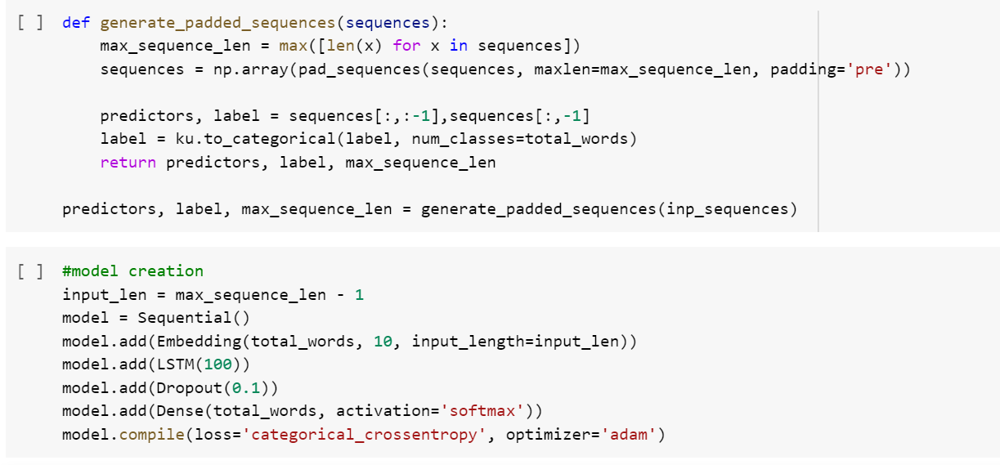 [ ] def generate_padded_sequences(sequences):
    max_sequence_len = max([len(x) for x in sequences])
    sequences = np.array(pad_sequences(sequences, maxlen=max_sequence_len, padding='pre'))
    predictors, label = sequences[:,:-1],sequences[:,-1]
    label = ku.to_categorical(label, num_classes=total_words)
    return predictors, label, max_sequence_len
predictors, label, max_sequence_len = generate_padded_sequences(inp_sequences)
[ ] #model creation
input_len = max_sequence_len - 1
model = Sequential()
model.add(Embedding(total_words, 10, input_length=input_len))
model.add(LSTM(100))
model.add(Dropout(0.1))
model.add(Dense(total_words, activation='softmax'))
model.compile(loss='categorical_crossentropy', optimizer='adam')